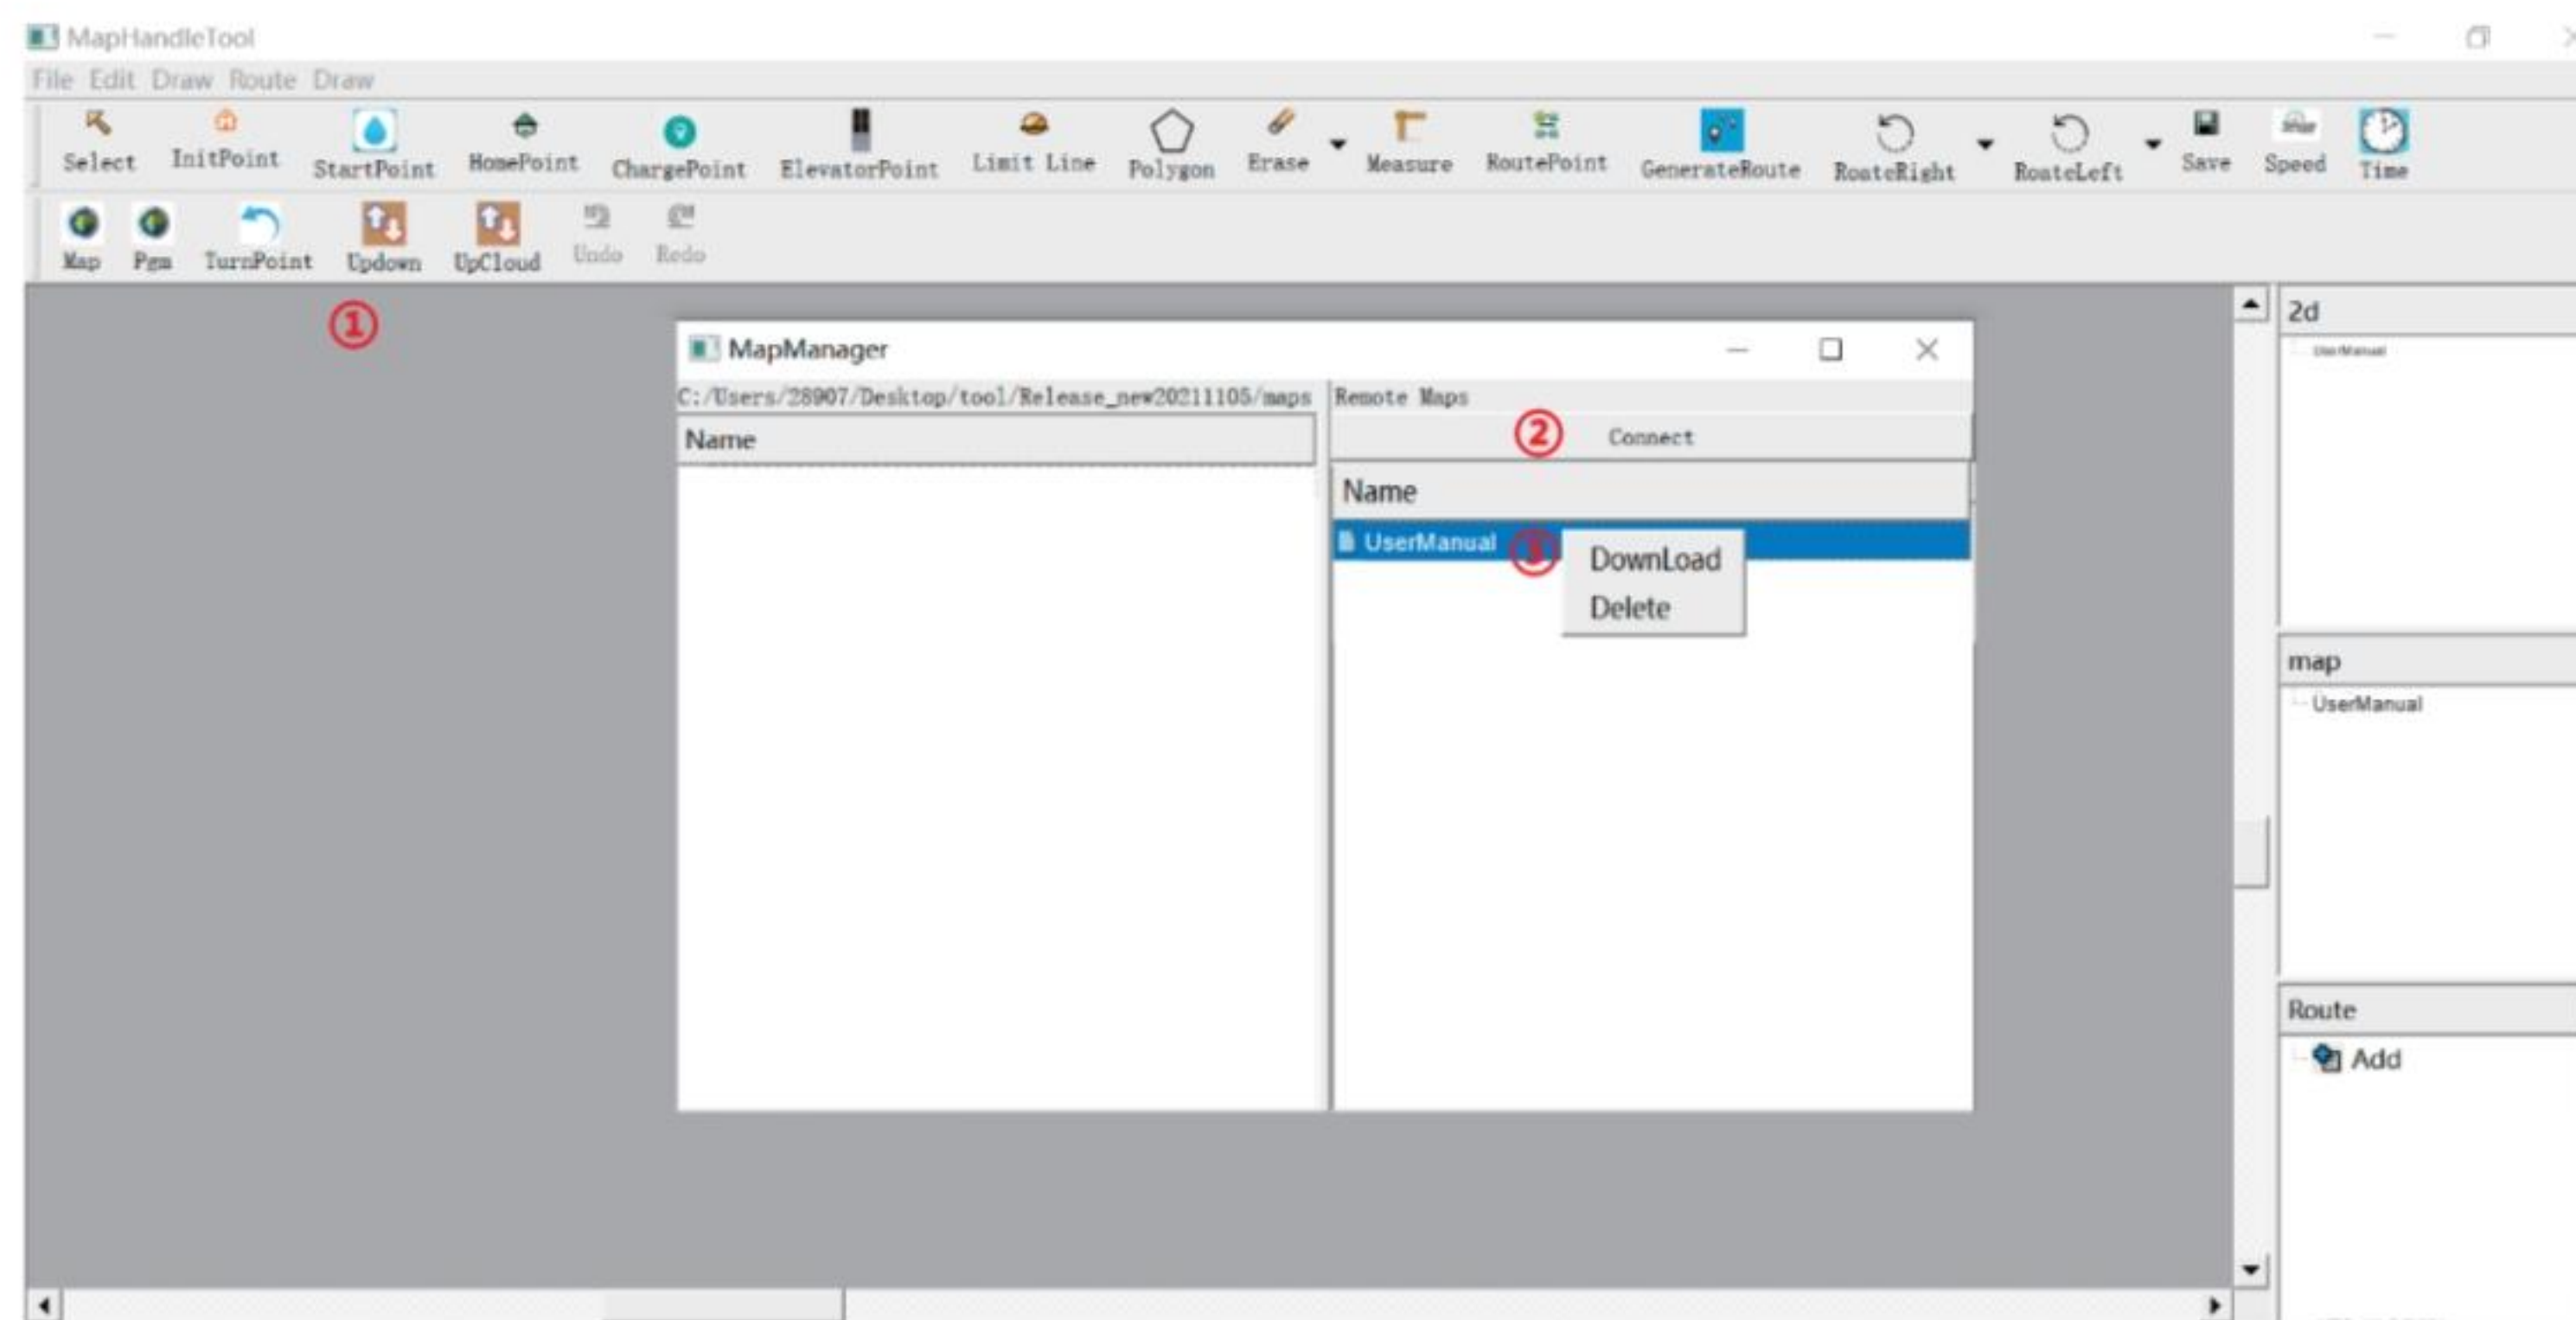 MapHandleTool
File Edit Draw Route Draw
Select InitPoint StartPoint HomePoint ChargePoint ElevatorPoint Limit Line Polygon Erase Measure RoutePoint GenerateRoute RoateRight RoateLeft Save Speed Time
Map Pgm TurnPoint Updown UpCloud Undo Redo
①
MapManager
C:/Users/28907/Desktop/tool/Release_new20211105/maps
Name
Remote Maps
② Connect
Name
UserManual ③
DownLoad
Delete
2d
UserManual
map
UserManual
Route
Add